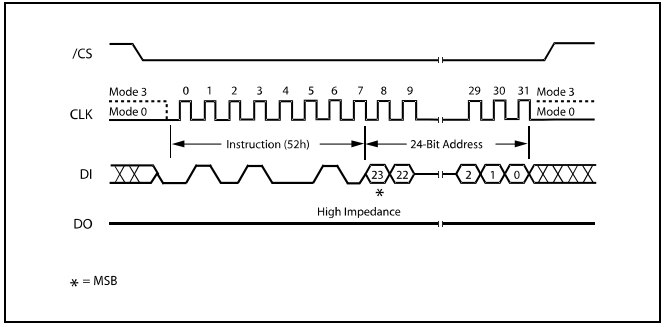 /CS
Mode 3 0 1 2 3 4 5 6 7 8 9 29 30 31 Mode 3
CLK Mode 0 Mode 0
Instruction (52h) 24-Bit Address
DI 23 22 2 1 0
*
High Impedance
DO
* = MSB